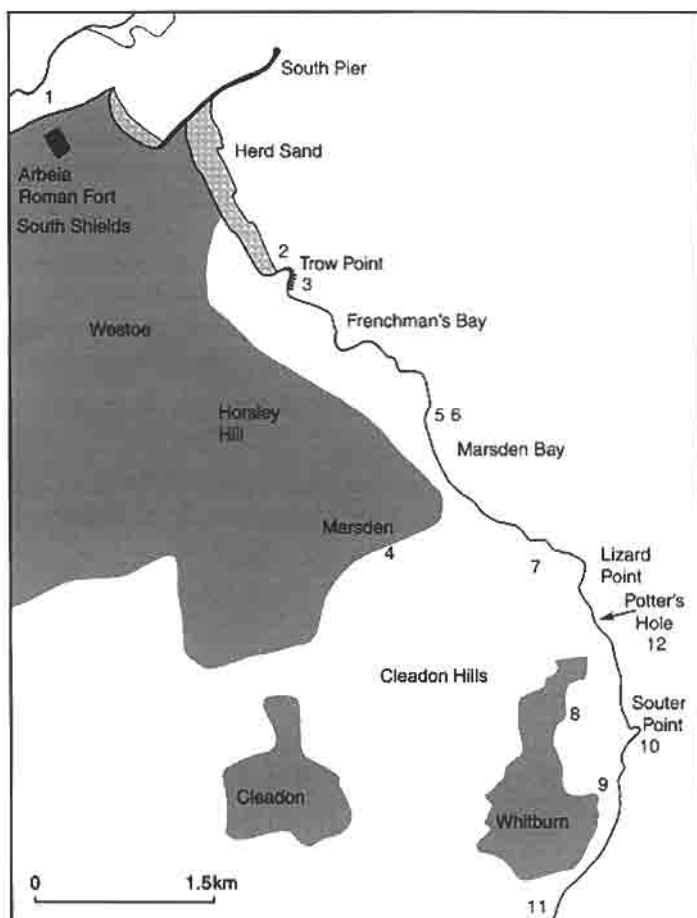 South Pier
1
Herd Sand
Arbeia
Roman Fort
South Shields
2
Trow Point
3
Frenchman's Bay
Westoe
Horsley
Hill
5 6
Marsden Bay
Marsden
4
7
Lizard
Point
Potter's
Hole
12
Cleadon Hills
8
Souter
Point
10
9
Cleadon
Whitburn
0
1.5km
11